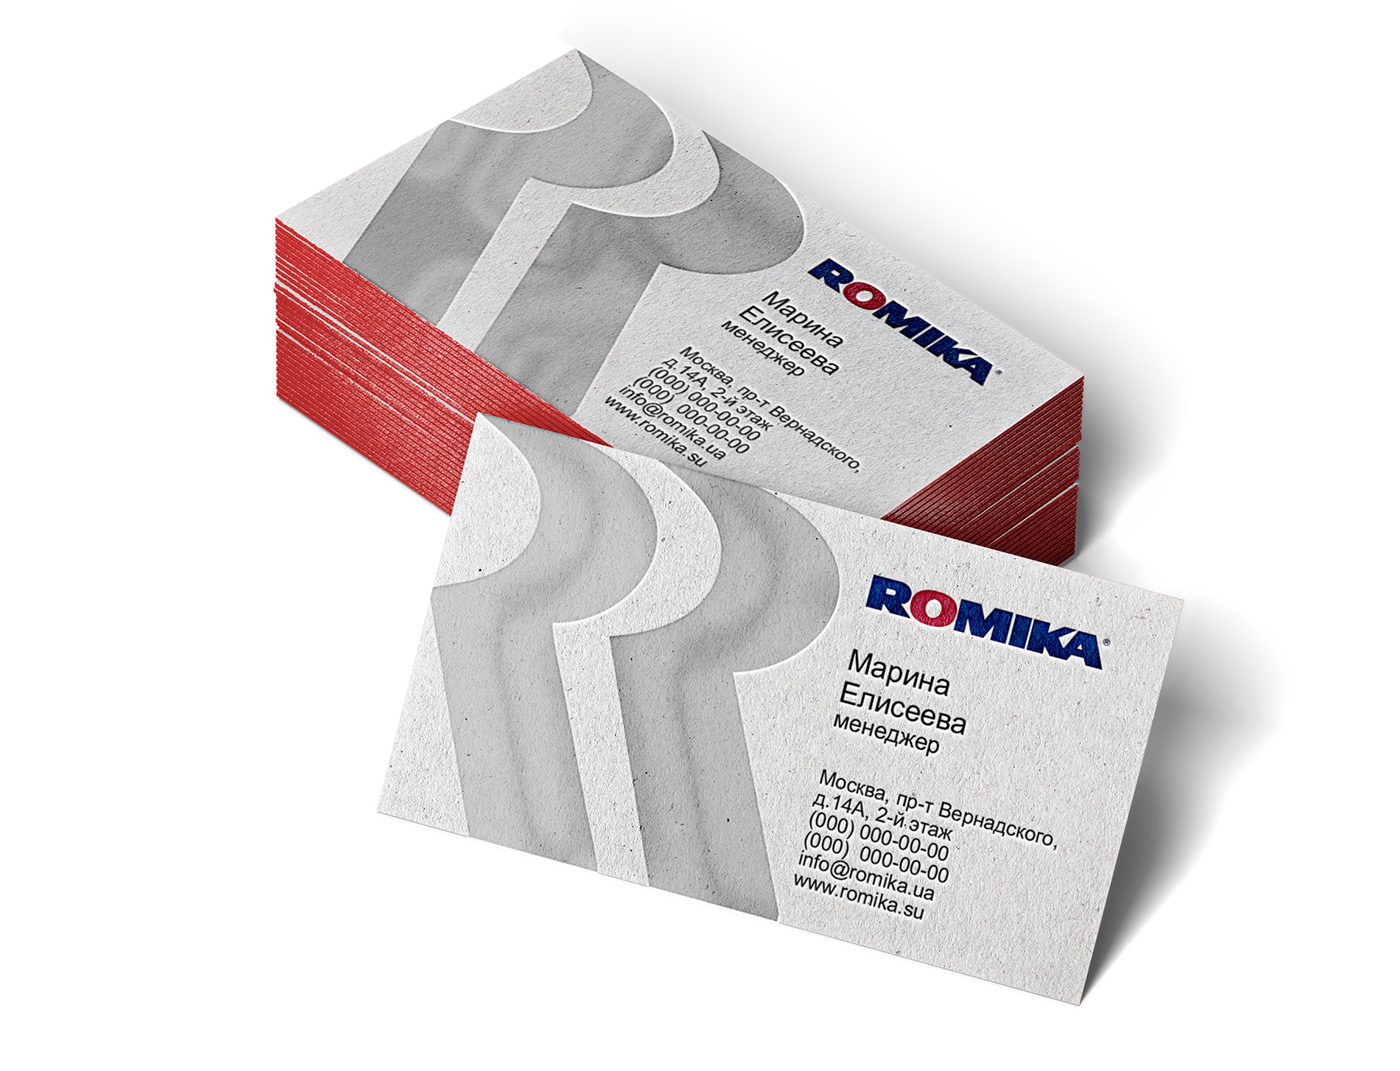 ROMIKA®
Марина
Елисеева
менеджер
Москва, пр-т Вернадского,
д.14А, 2-й этаж
(000) 000-00-00
(000) 000-00-00
info@romika.ua
www.romika.su
ROMIKA®
Марина
Елисеева
менеджер
Москва, пр-т Вернадского,
д.14А, 2-й этаж
(000) 000-00-00
(000) 000-00-00
info@romika.ua
www.romika.su